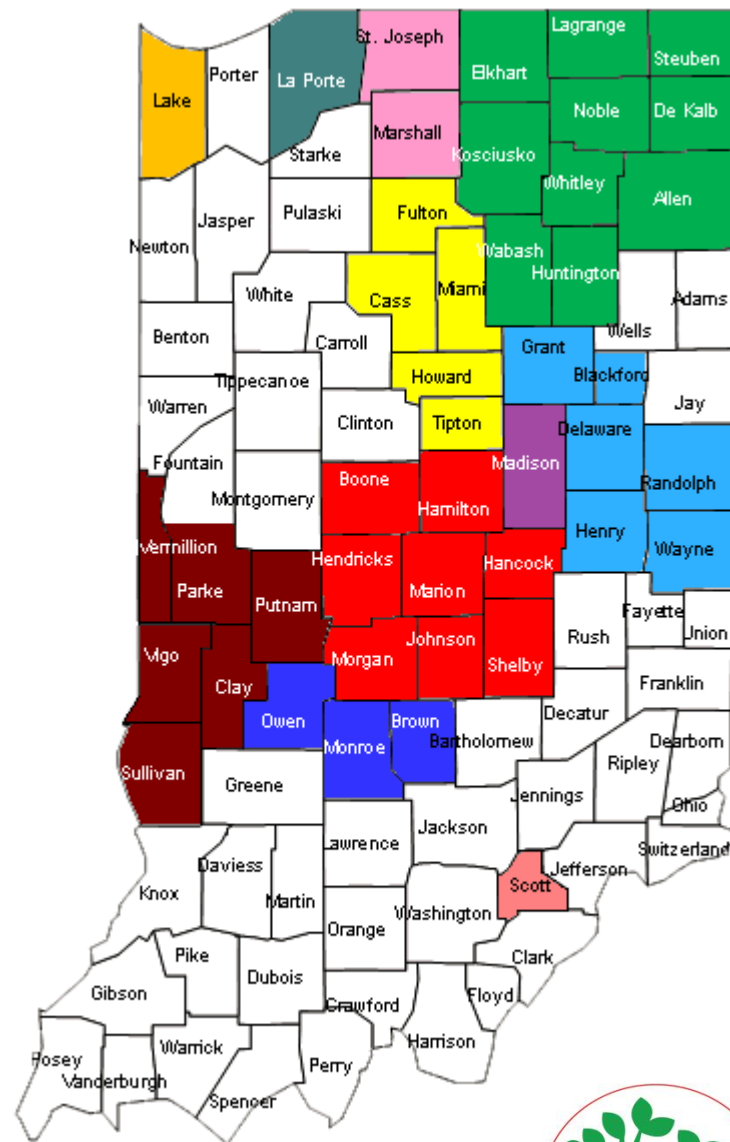 Lagrange
Steuben
St. Joseph
Elkhart
Porter
La Porte
Lake
Noble
De Kalb
Marshall
Kosciusko
Starke
Whitley
Allen
Pulaski
Fulton
Jasper
Newton
Wabash
Huntington
White
Miami
Cass
Adams
Wells
Benton
Carroll
Grant
Blackford
Tippecanoe
Howard
Warren
Jay
Clinton
Tipton
Delaware
Fountain
Madison
Boone
Randolph
Montgomery
Hamilton
Vermillion
Hendricks
Henry
Wayne
Hancock
Parke
Putnam
Marion
Fayette
Union
Vigo
Johnson
Rush
Morgan
Shelby
Clay
Franklin
Decatur
Owen
Brown
Monroe
Bartholomew
Dearborn
Ripley
Sullivan
Greene
Jennings
Ohio
Jackson
Lawrence
Switzerland
Daviess
Jefferson
Scott
Knox
Martin
Washington
Orange
Pike
Clark
Dubois
Gibson
Floyd
Crawford
Harrison
Warrick
Posey
Perry
Vanderburgh
Spencer